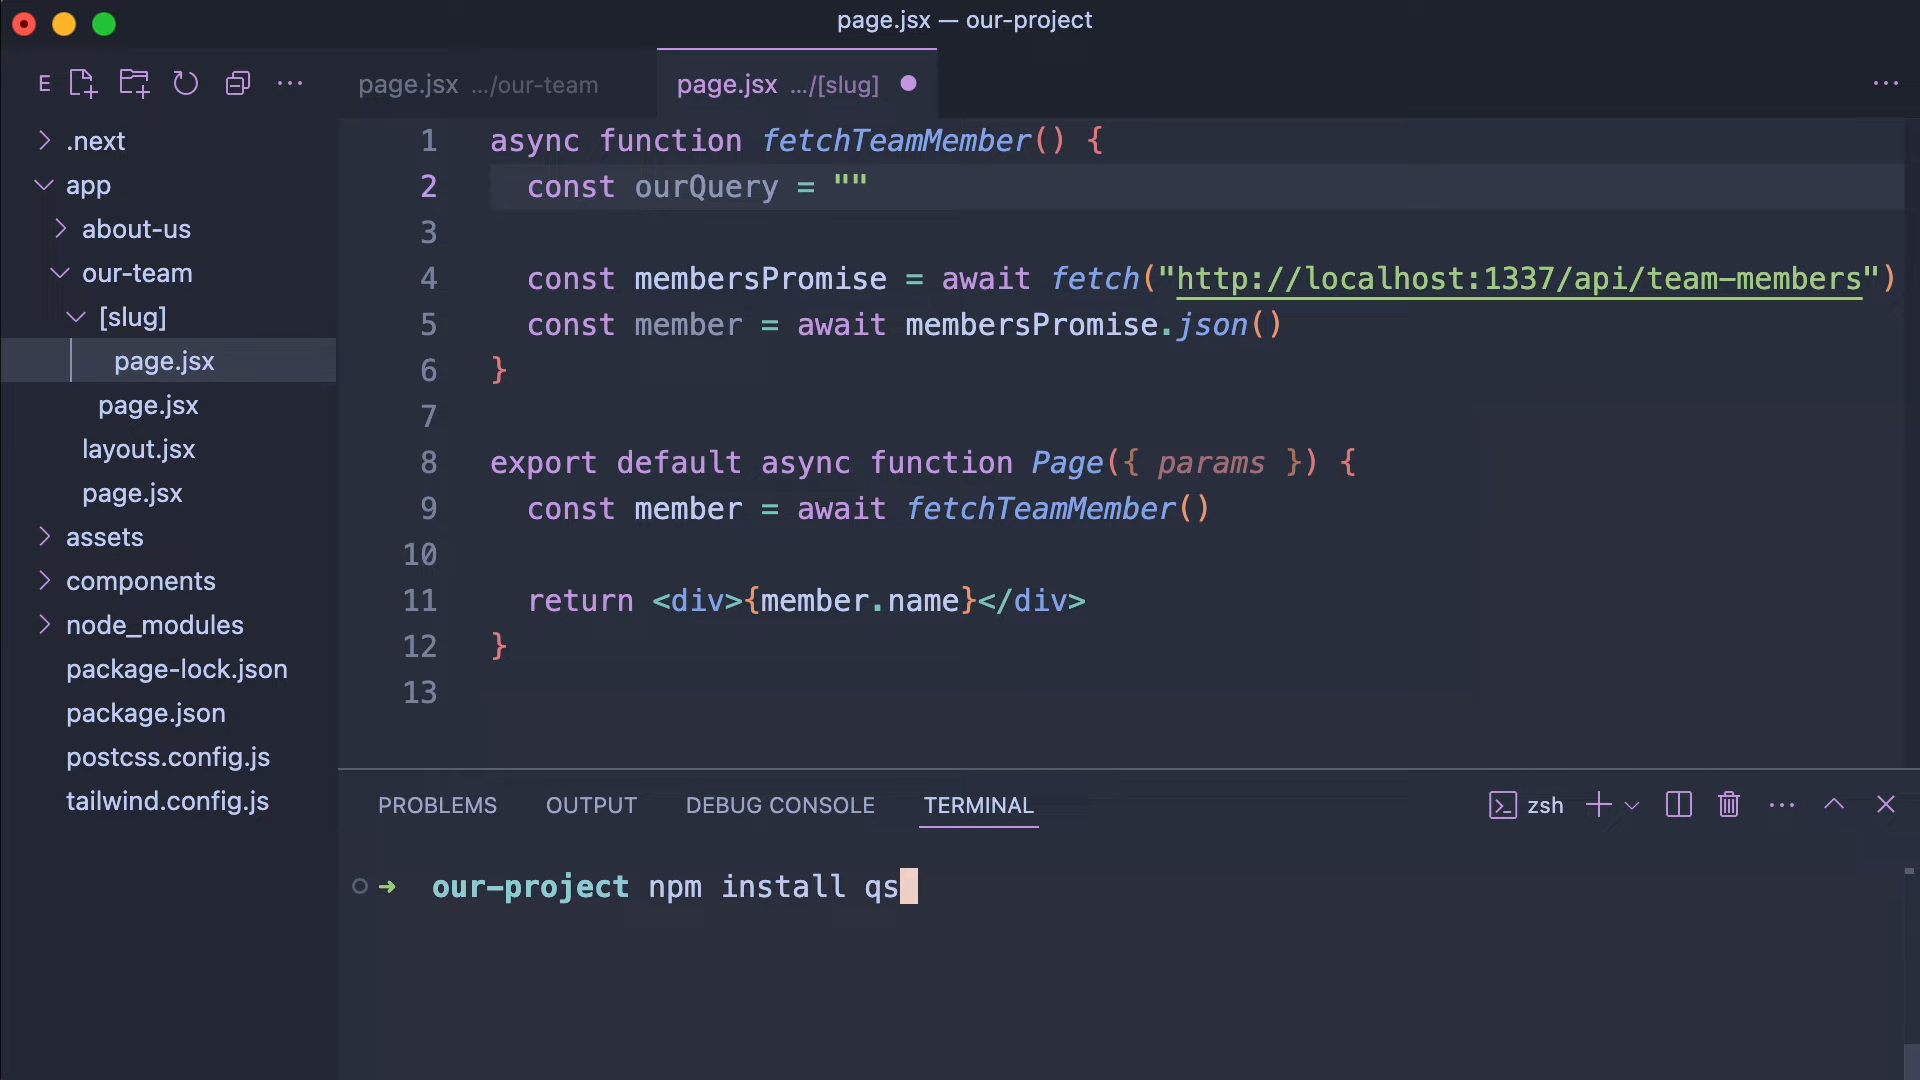 page.jsx — our-project
E
page.jsx .../our-team
page.jsx .../[slug]
.next
app
about-us
our-team
[slug]
page.jsx
page.jsx
layout.jsx
page.jsx
assets
components
node_modules
package-lock.json
package.json
postcss.config.js
tailwind.config.js
1 async function fetchTeamMember() {
2 const ourQuery = ""
3
4 const membersPromise = await fetch("http://localhost:1337/api/team-members")
5 const member = await membersPromise.json()
6 }
7
8 export default async function Page({ params }) {
9 const member = await fetchTeamMember()
10
11 return <div>{member.name}</div>
12 }
13
PROBLEMS OUTPUT DEBUG CONSOLE TERMINAL
zsh
➜ our-project npm install qs